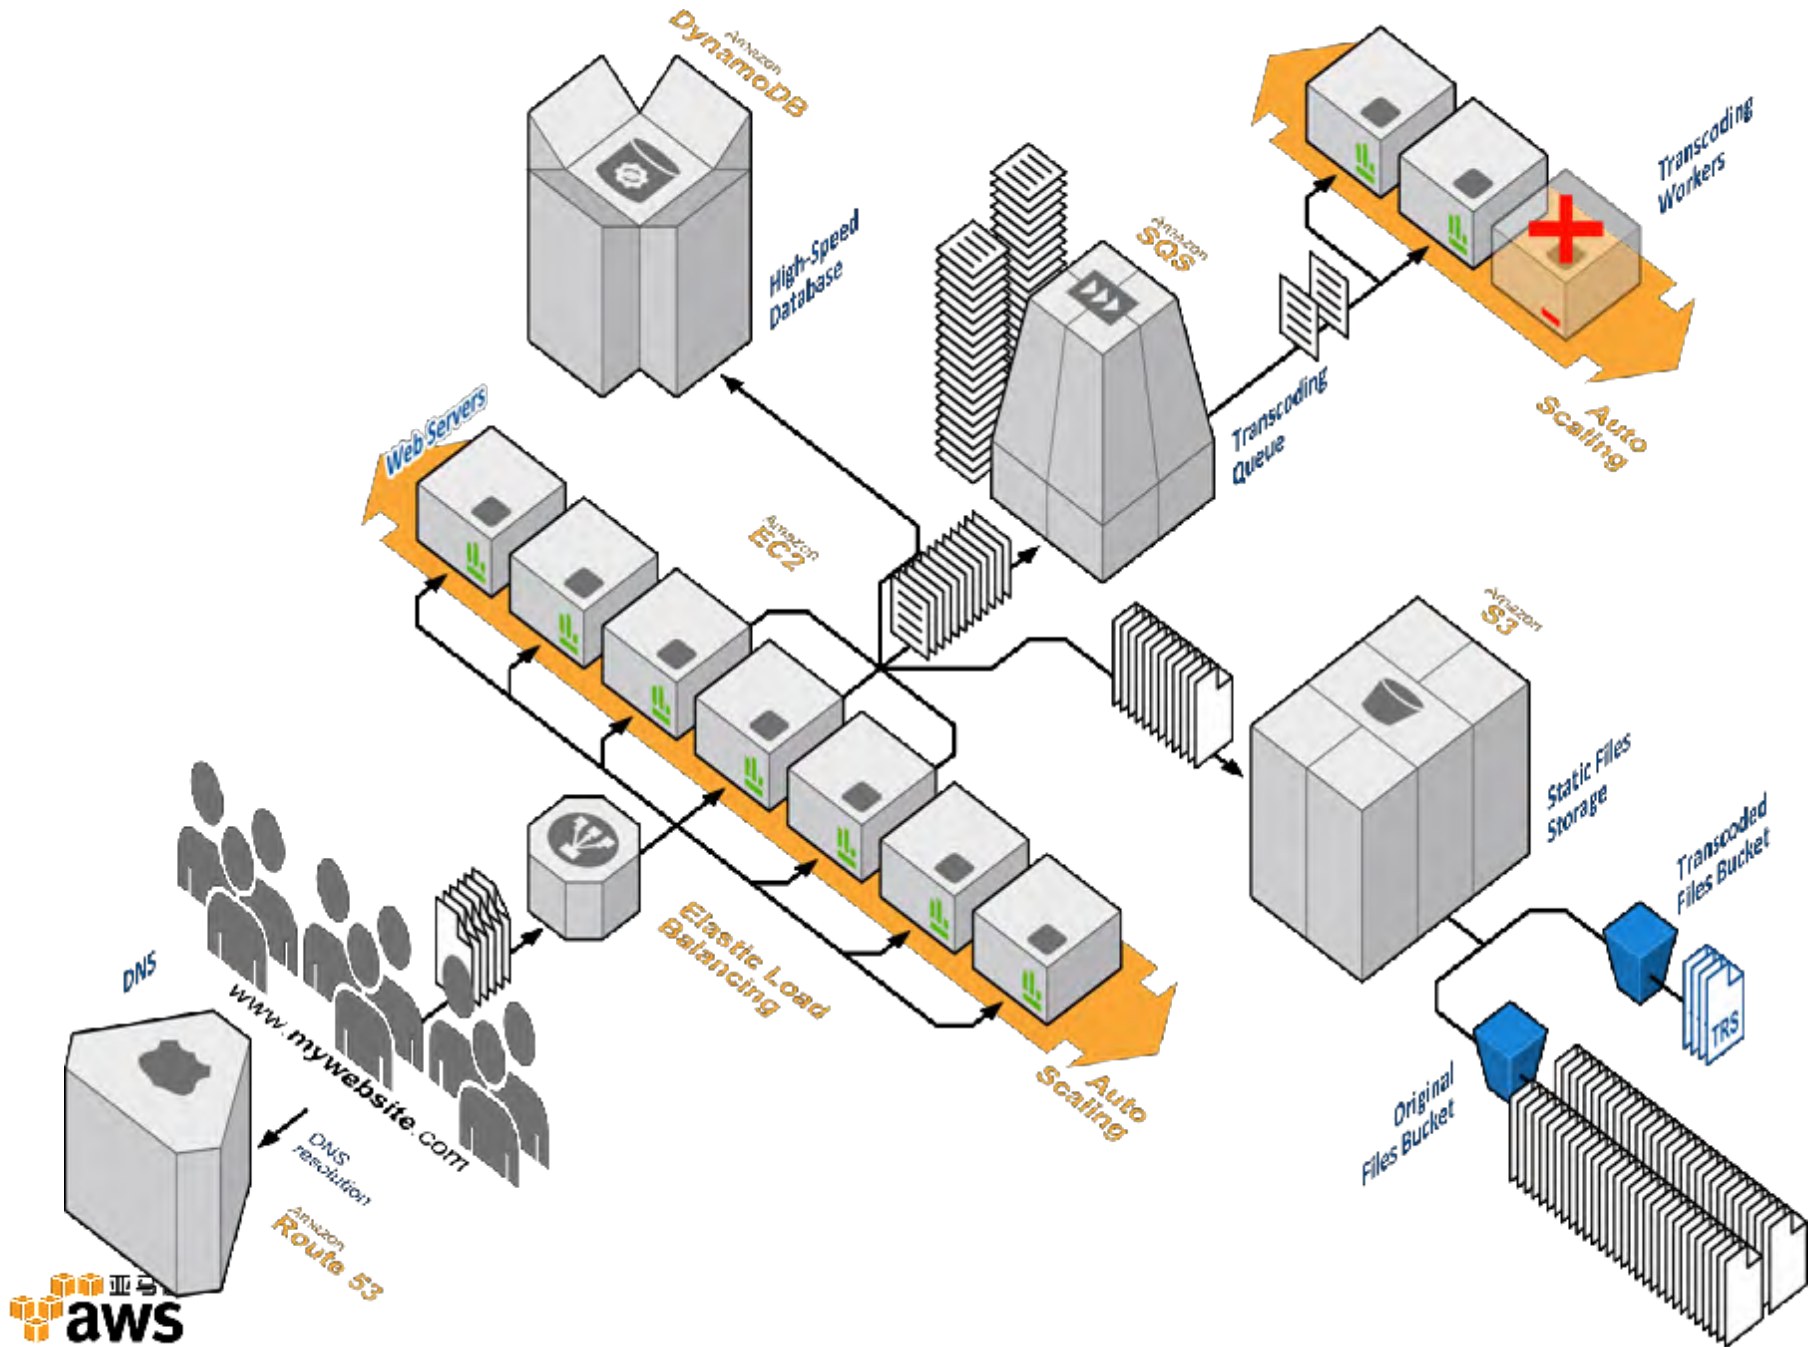 Amazon
DynamoDB
High-Speed
Database
Transcoding
Workers
Amazon
SQS
Transcoding
Queue
Auto
Scaling
Web Servers
Amazon
EC2
Amazon
S3
Static Files
Storage
Transcoded
Files Bucket
TRS
Original
Files Bucket
Elastic Load
Balancing
Auto
Scaling
DNS
www.mywebsite.com
DNS
resolution
Amazon
Route 53
亚马
aws